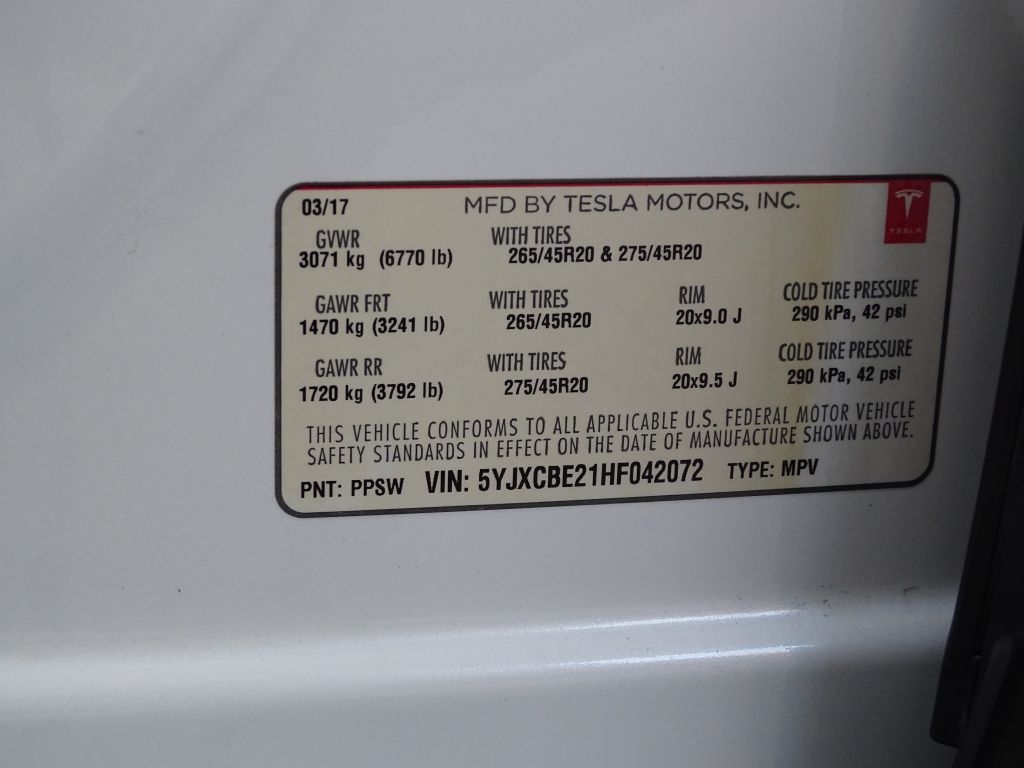 03/17 MFD BY TESLA MOTORS, INC.
TESLA
GVWR WITH TIRES
3071 kg (6770 lb) 265/45R20 & 275/45R20
GAWR FRT WITH TIRES RIM COLD TIRE PRESSURE
1470 kg (3241 lb) 265/45R20 20x9.0 J 290 kPa, 42 psi
GAWR RR WITH TIRES RIM COLD TIRE PRESSURE
1720 kg (3792 lb) 275/45R20 20x9.5 J 290 kPa, 42 psi
THIS VEHICLE CONFORMS TO ALL APPLICABLE U.S. FEDERAL MOTOR VEHICLE
SAFETY STANDARDS IN EFFECT ON THE DATE OF MANUFACTURE SHOWN ABOVE.
PNT: PPSW VIN: 5YJXCBE21HF042072 TYPE: MPV